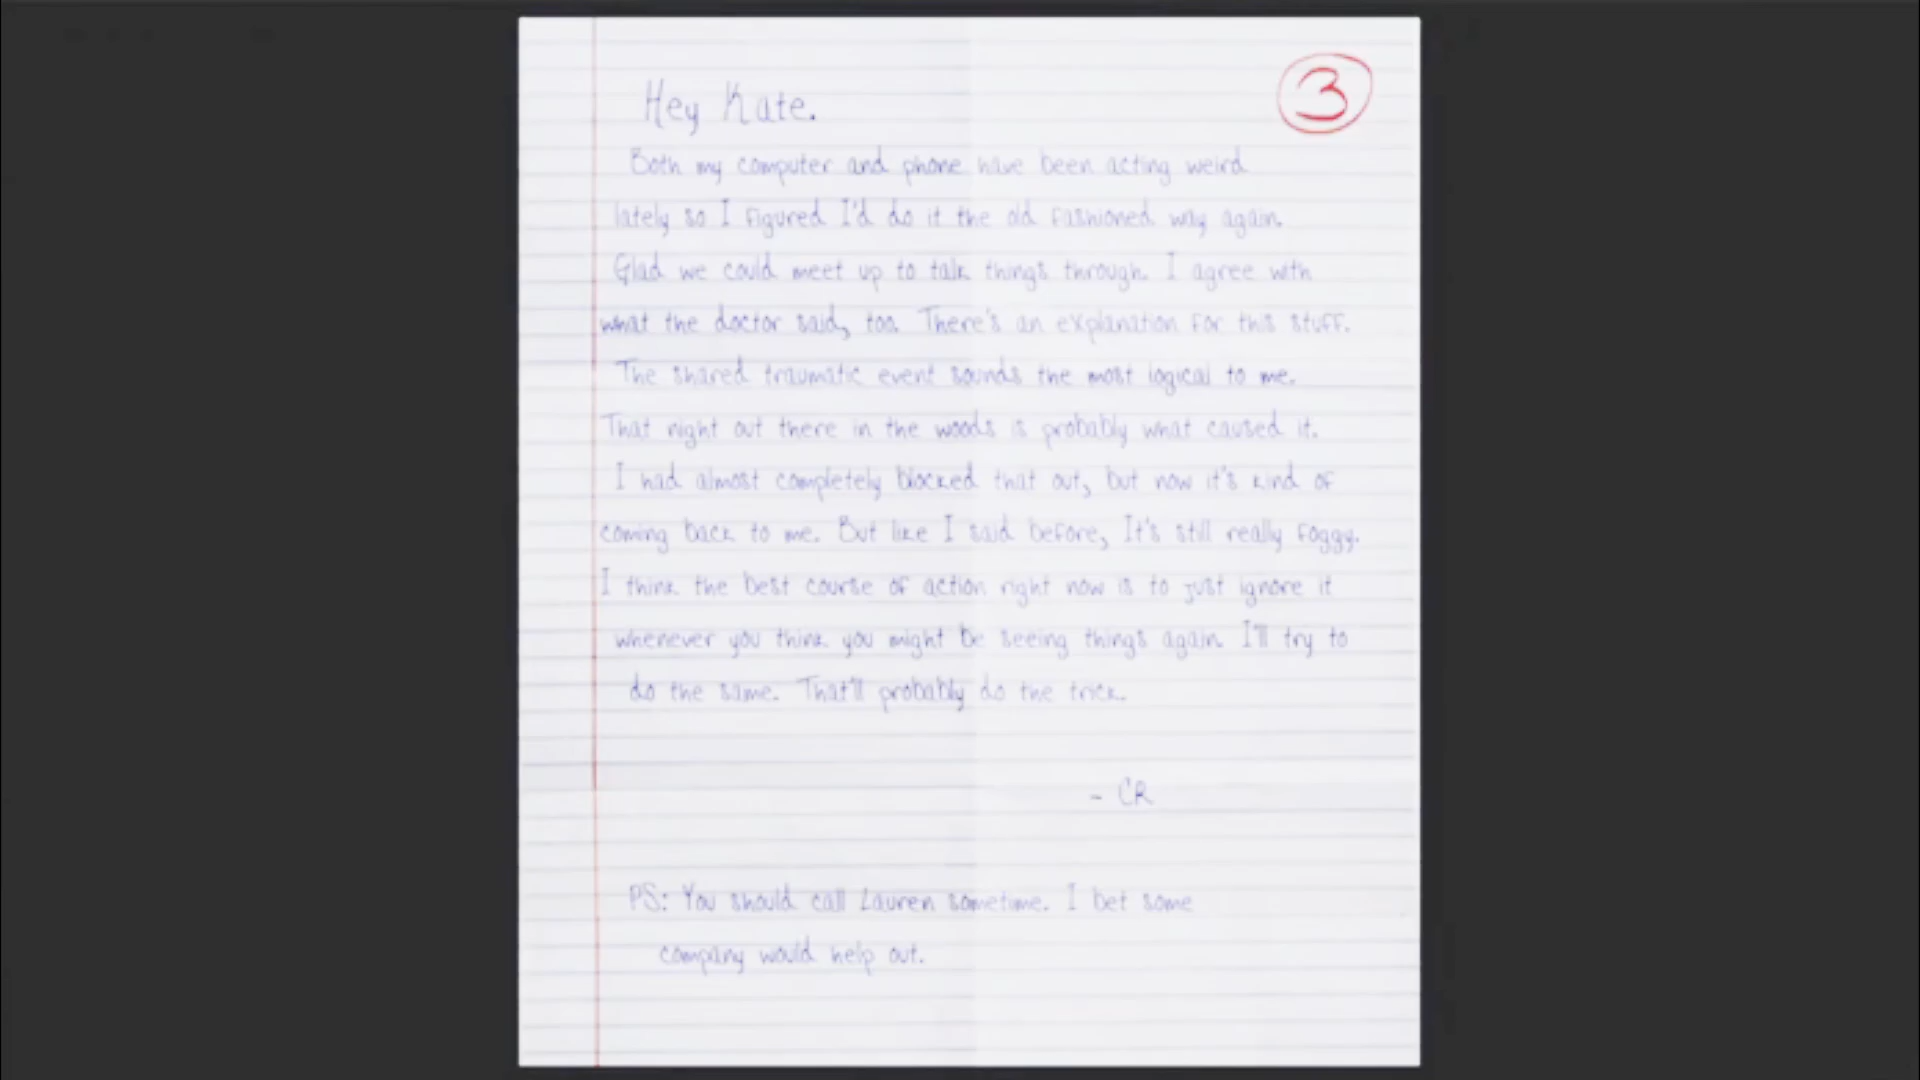 3
Hey Kate.
Both my computer and phone have been acting weird
lately so I figured I'd do it the old fashioned way again.
Glad we could meet up to talk things through. I agree with
what the doctor said, too. There's an explanation for this stuff.
The shared traumatic event sounds the most logical to me.
That night out there in the woods is probably what caused it.
I had almost completely blocked that out, but now it's kind of
coming back to me. But like I said before, It's still really foggy.
I think the best course of action right now is to just ignore it
whenever you think you might be seeing things again. I'll try to
do the same. That'll probably do the trick.
- CR
PS: You should call Lauren sometime. I bet some
company would help out.